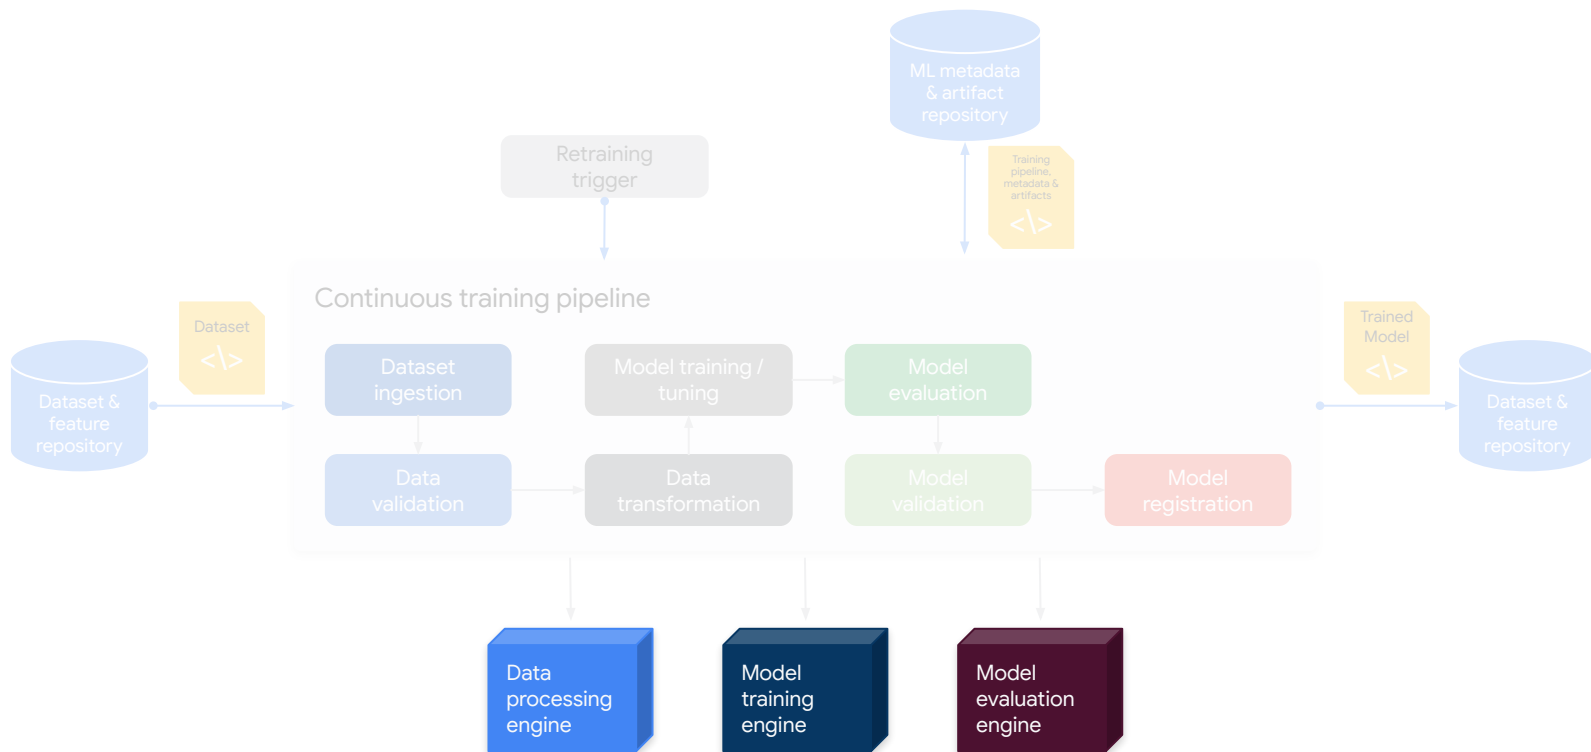 ML metadata
& artifact
repository
Retraining
trigger
Training
pipeline,
metadata &
artifacts
</>
Continuous training pipeline
Dataset
</>
Trained
Model
</>
Dataset &
feature
repository
Dataset
ingestion
Model training /
tuning
Model
evaluation
Dataset &
feature
repository
Data
validation
Data
transformation
Model
validation
Model
registration
Data
processing
engine
Model
training
engine
Model
evaluation
engine